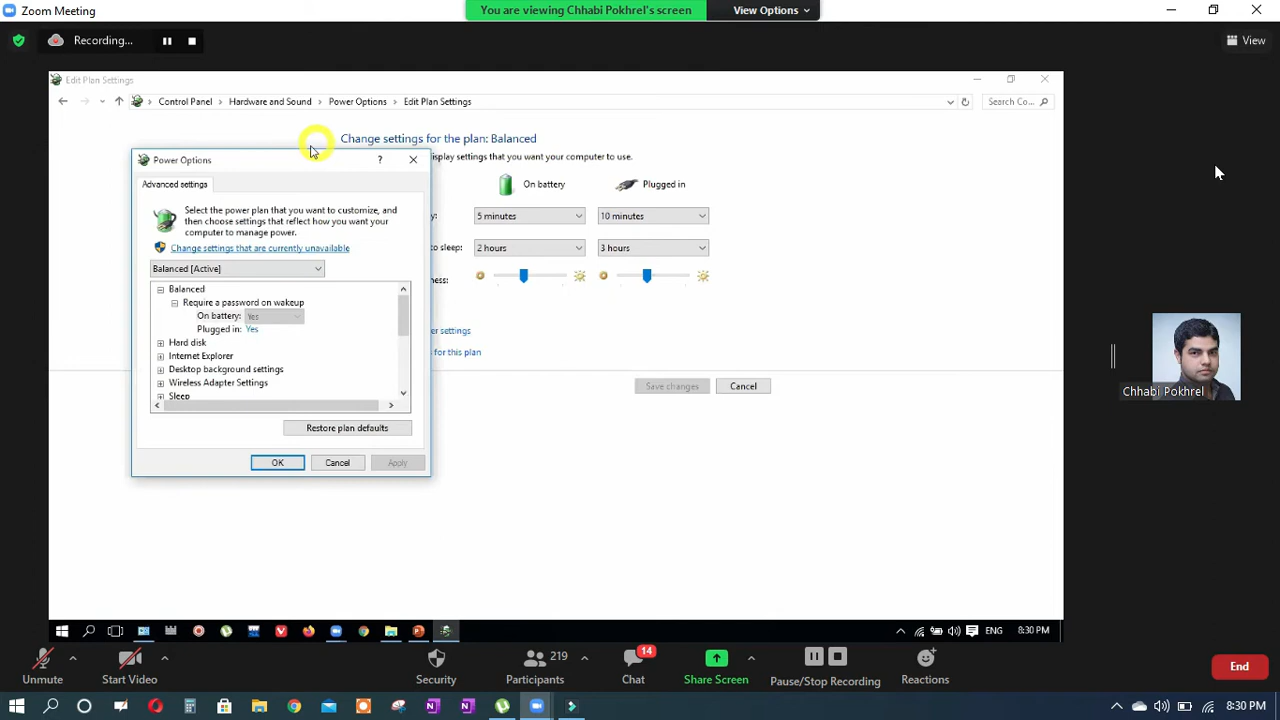 Zoom Meeting
You are viewing Chhabi Pokhrel's screen
View Options
Recording...
View
Edit Plan Settings
Control Panel
Hardware and Sound
Power Options
Edit Plan Settings
Search Co...
Change settings for the plan: Balanced
display settings that you want your computer to use.
Power Options
?
Advanced settings
On battery
Plugged in
Select the power plan that you want to customize, and
then choose settings that reflect how you want your
computer to manage power.
y:
5 minutes
10 minutes
Change settings that are currently unavailable
to sleep:
2 hours
3 hours
Balanced [Active]
ness:
Balanced
Require a password on wakeup
On battery: Yes
Plugged in: Yes
er settings
Hard disk
Internet Explorer
s for this plan
Desktop background settings
Wireless Adapter Settings
Sleep
Save changes
Cancel
Chhabi Pokhrel
Restore plan defaults
OK
Cancel
Apply
ENG
8:30 PM
Unmute
Start Video
Security
219
Participants
14
Chat
Share Screen
Pause/Stop Recording
Reactions
End
ENG
8:30 PM